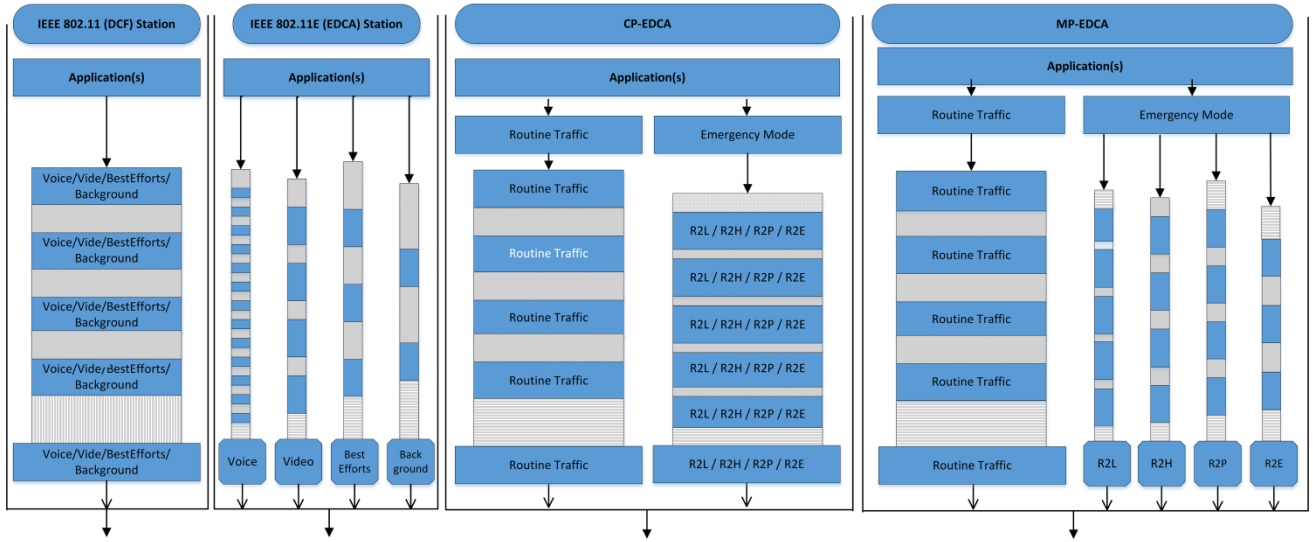 IEEE 802.11 (DCF) Station
Application(s)
Voice/Vide/BestEfforts/
Background
Voice/Vide/BestEfforts/
Background
Voice/Vide/BestEfforts/
Background
Voice/Vide/BestEfforts/
Background
Voice/Vide/BestEfforts/
Background
IEEE 802.11E (EDCA) Station
Application(s)
Voice
Video
Best
Efforts
Back
ground
CP-EDCA
Application(s)
Routine Traffic
Emergency Mode
Routine Traffic
Routine Traffic
Routine Traffic
Routine Traffic
Routine Traffic
R2L / R2H / R2P / R2E
R2L / R2H / R2P / R2E
R2L / R2H / R2P / R2E
R2L / R2H / R2P / R2E
R2L / R2H / R2P / R2E
R2L / R2H / R2P / R2E
MP-EDCA
Application(s)
Routine Traffic
Emergency Mode
Routine Traffic
Routine Traffic
Routine Traffic
Routine Traffic
Routine Traffic
R2L
R2H
R2P
R2E